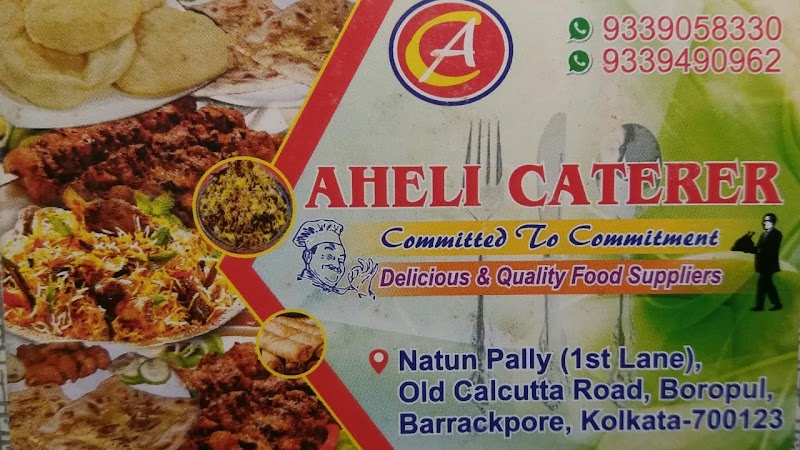 CA
9339058330
9339490962
AHELI CATERER
Committed To Commitment
Delicious & Quality Food Suppliers
Natun Pally (1st Lane),
Old Calcutta Road, Boropul,
Barrackpore, Kolkata-700123